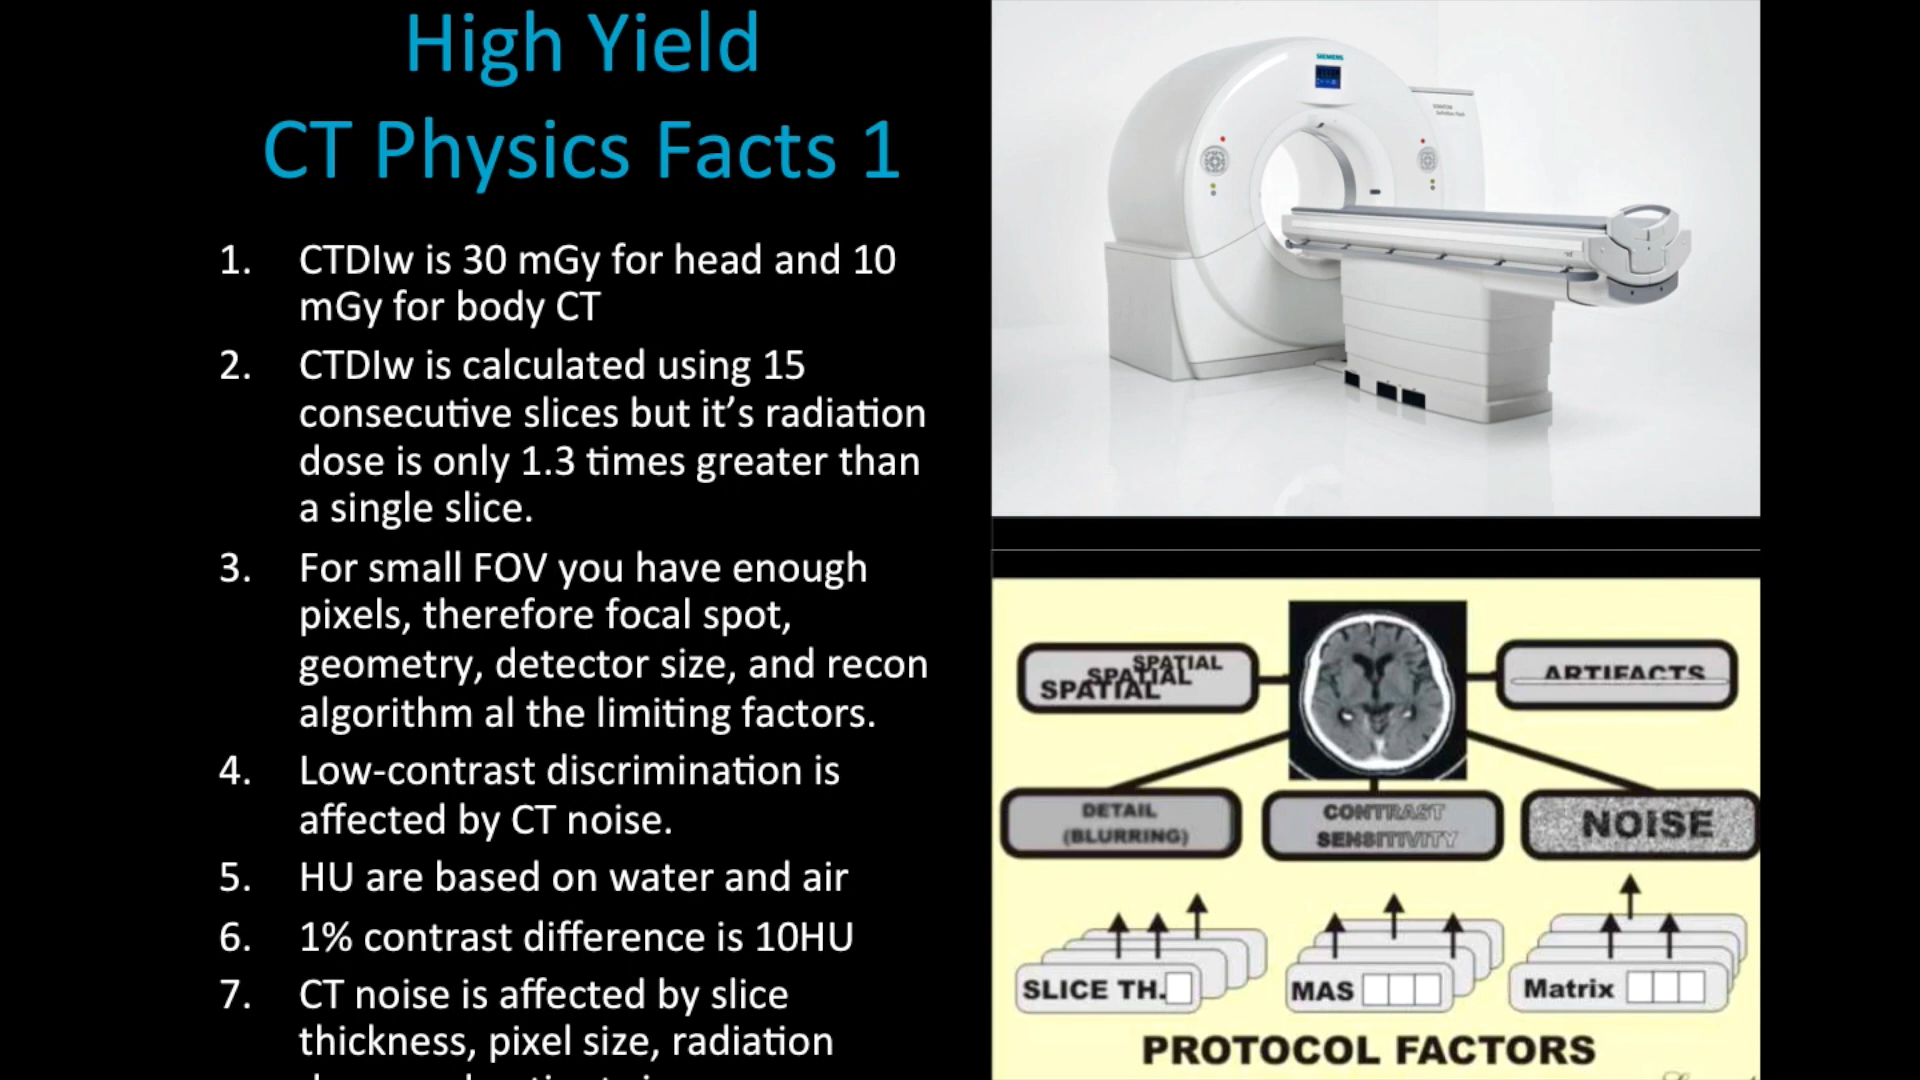 High Yield
CT Physics Facts 1
1. CTDIw is 30 mGy for head and 10
mGy for body CT
2. CTDIw is calculated using 15
consecutive slices but it’s radiation
dose is only 1.3 times greater than
a single slice.
3. For small FOV you have enough
pixels, therefore focal spot,
geometry, detector size, and recon
algorithm al the limiting factors.
4. Low-contrast discrimination is
affected by CT noise.
5. HU are based on water and air
6. 1% contrast difference is 10HU
7. CT noise is affected by slice
thickness, pixel size, radiation
SIEMENS
SPATIAL
SPATIAL
SPATIAL
ARTIFACTS
DETAIL
(BLURRING)
CONTRAST
SENSITIVITY
NOISE
SLICE TH.
MAS
Matrix
PROTOCOL FACTORS